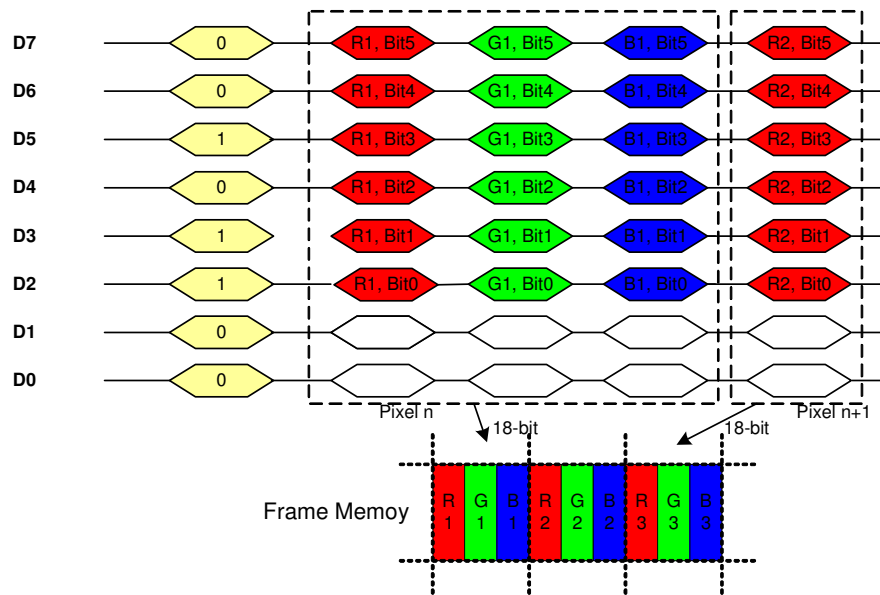 D7 0 R1, Bit5 G1, Bit5 B1, Bit5 R2, Bit5
D6 0 R1, Bit4 G1, Bit4 B1, Bit4 R2, Bit4
D5 1 R1, Bit3 G1, Bit3 B1, Bit3 R2, Bit3
D4 0 R1, Bit2 G1, Bit2 B1, Bit2 R2, Bit2
D3 1 R1, Bit1 G1, Bit1 B1, Bit1 R2, Bit1
D2 1 R1, Bit0 G1, Bit0 B1, Bit0 R2, Bit0
D1 0
D0 0
Pixel n Pixel n+1
18-bit 18-bit
Frame Memoy
R G B R G B R G B
1 1 1 2 2 2 3 3 3